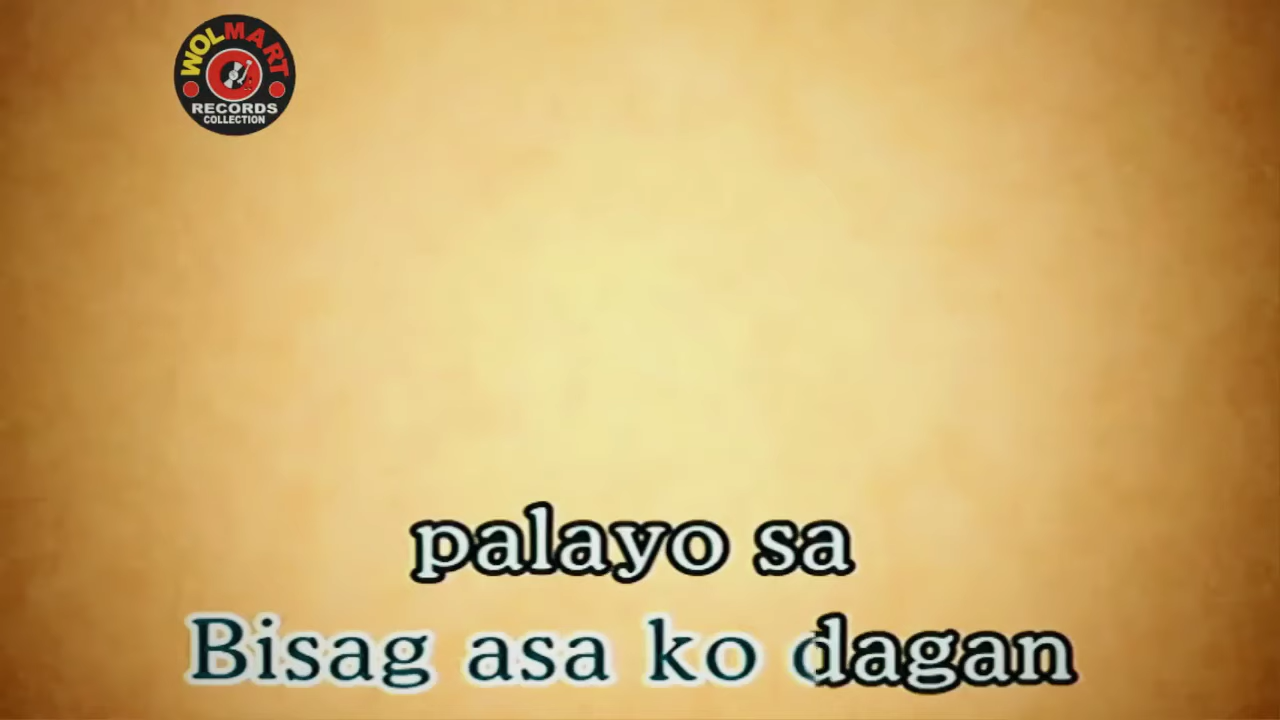 WOLMART
RECORDS
COLLECTION
palayo sa
Bisag asa ko dagan